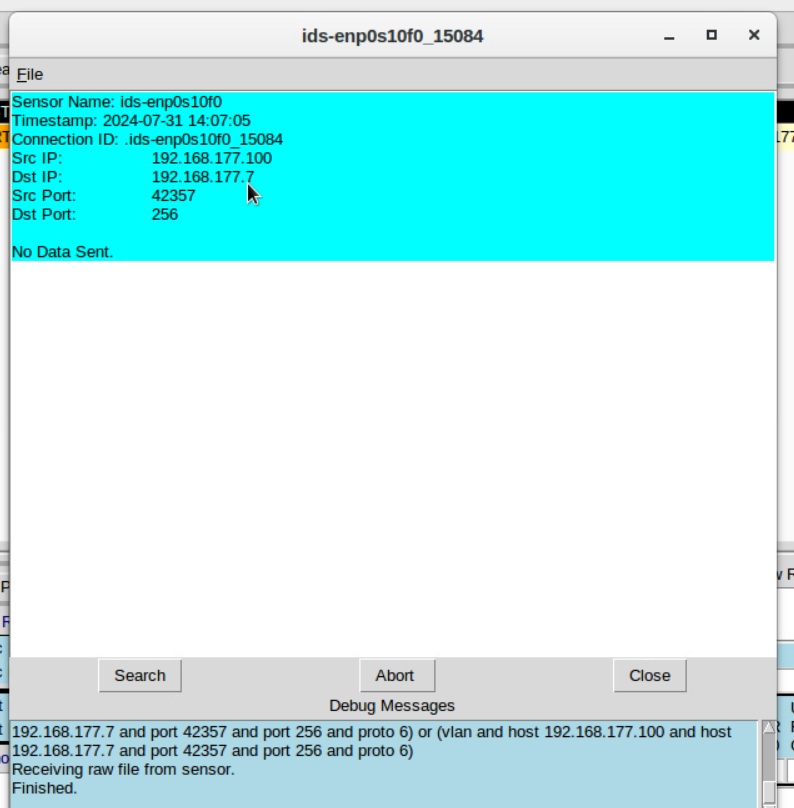 ids-enp0s10f0_15084
File
Sensor Name: ids-enp0s10f0
Timestamp: 2024-07-31 14:07:05
Connection ID: .ids-enp0s10f0_15084
Src IP: 192.168.177.100
Dst IP: 192.168.177.7
Src Port: 42357
Dst Port: 256
No Data Sent.
Search Abort Close
Debug Messages
192.168.177.7 and port 42357 and port 256 and proto 6) or (vlan and host 192.168.177.100 and host
192.168.177.7 and port 42357 and port 256 and proto 6)
Receiving raw file from sensor.
Finished.